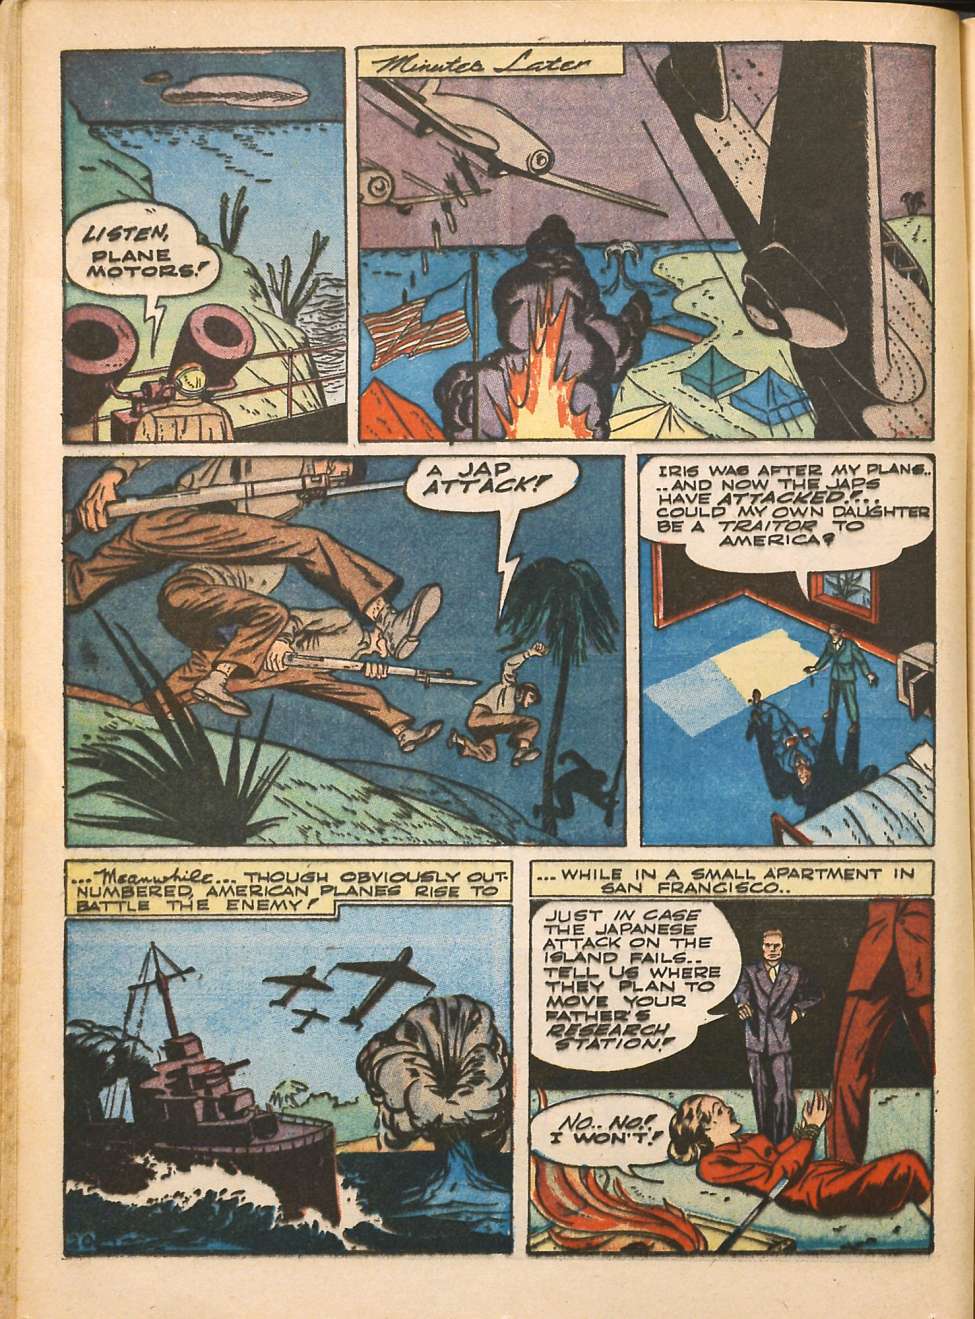 LISTEN,
PLANE
MOTORS!
Minutes Later
A JAP
ATTACK!
IRIS WAS AFTER MY PLANS..
..AND NOW THE JAPS
HAVE ATTACKED!...
COULD MY OWN DAUGHTER
BE A TRAITOR TO
AMERICA?
...Meanwhile... THOUGH OBVIOUSLY OUT-
NUMBERED, AMERICAN PLANES RISE TO
BATTLE THE ENEMY!
...WHILE IN A SMALL APARTMENT IN
SAN FRANCISCO..
JUST IN CASE
THE JAPANESE
ATTACK ON THE
ISLAND FAILS..
TELL US WHERE
THEY PLAN TO
MOVE YOUR
FATHER'S
RESEARCH
STATION!
NO.. NO!
I WON'T!